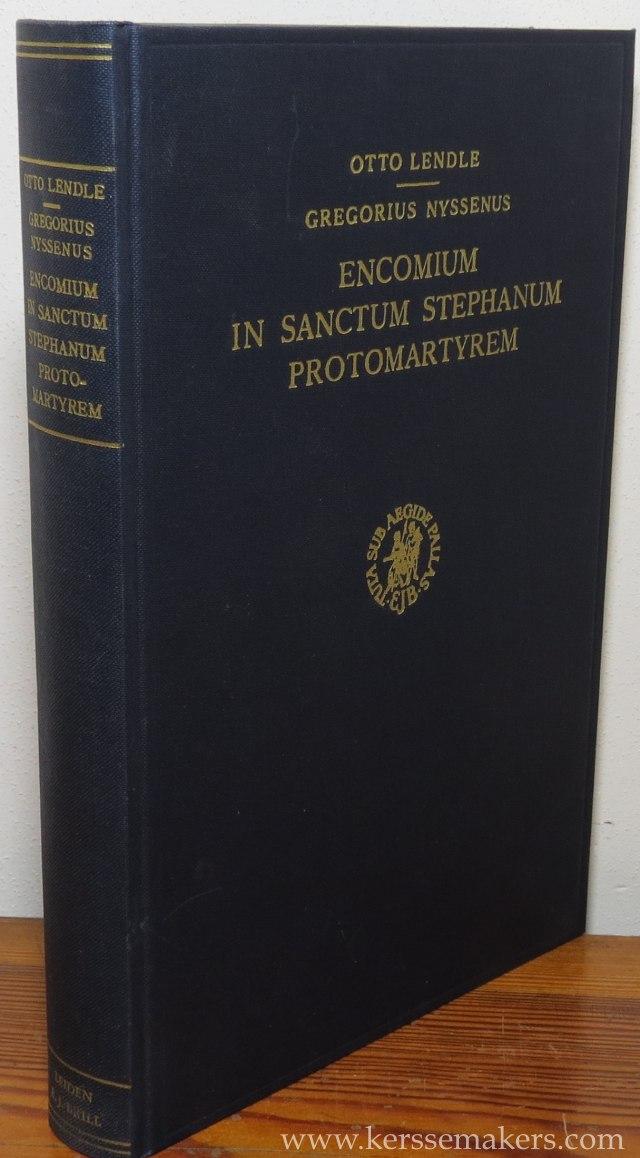 OTTO LENDLE
GREGORIUS
NYSSENUS
ENCOMIUM
IN SANCTUM
STEPHANUM
PROTO-
MARTYREM
LEIDEN
E. J. BRILL
OTTO LENDLE
GREGORIUS NYSSENUS
ENCOMIUM
IN SANCTUM STEPHANUM
PROTOMARTYREM
TUTA SUB AEGIDE PALLAS
·EJB·
www.kerssemakers.com